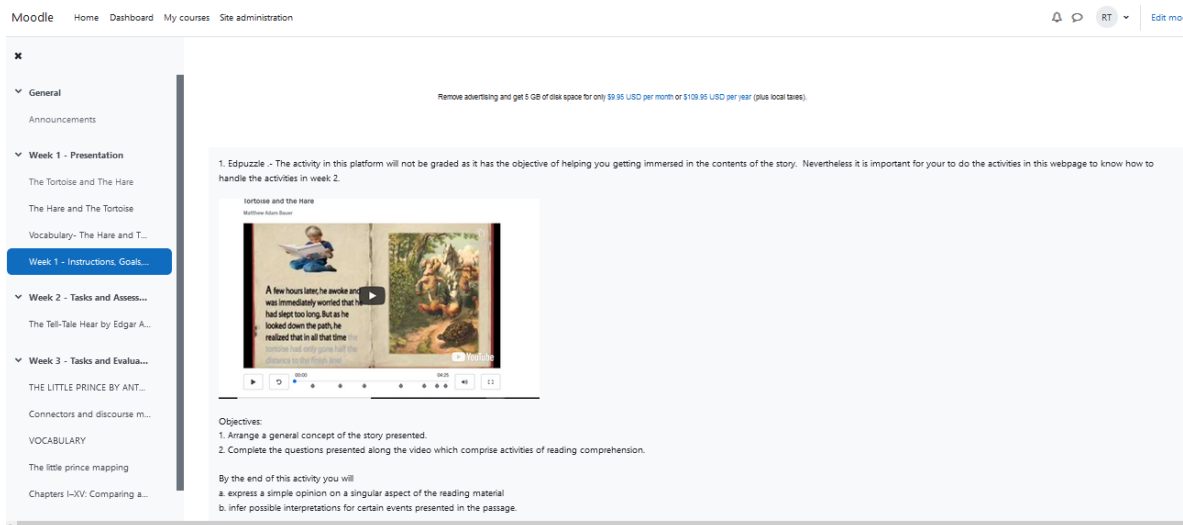 Moodle Home Dashboard My courses Site administration RT Edit mo
General
Announcements
Week 1 - Presentation
The Tortoise and The Hare
The Hare and The Tortoise
Vocabulary- The Hare and T...
Week 1 - Instructions, Goals,...
Week 2 - Tasks and Assess...
The Tell-Tale Hear by Edgar A...
Week 3 - Tasks and Evalua...
THE LITTLE PRINCE BY ANT...
Connectors and discourse m...
VOCABULARY
The little prince mapping
Chapters I–XV: Comparing a...
Remove advertising and get 5 GB of disk space for only $9.95 USD per month or $109.95 USD per year (plus local taxes).
1. Edpuzzle .- The activity in this platform will not be graded as it has the objective of helping you getting immersed in the contents of the story. Nevertheless it is important for your to do the activities in this webpage to know how to
handle the activities in week 2.
Tortoise and the Hare
Matthew Adam Bauer
A few hours later, he awoke and
was immediately worried that he
had slept too long. But as he
looked down the path, he
realized that in all that time the
tortoise had only gone half the
distance to the finish line!
YouTube
00:00 04:25
Objectives:
1. Arrange a general concept of the story presented.
2. Complete the questions presented along the video which comprise activities of reading comprehension.
By the end of this activity you will
a. express a simple opinion on a singular aspect of the reading material
b. infer possible interpretations for certain events presented in the passage.